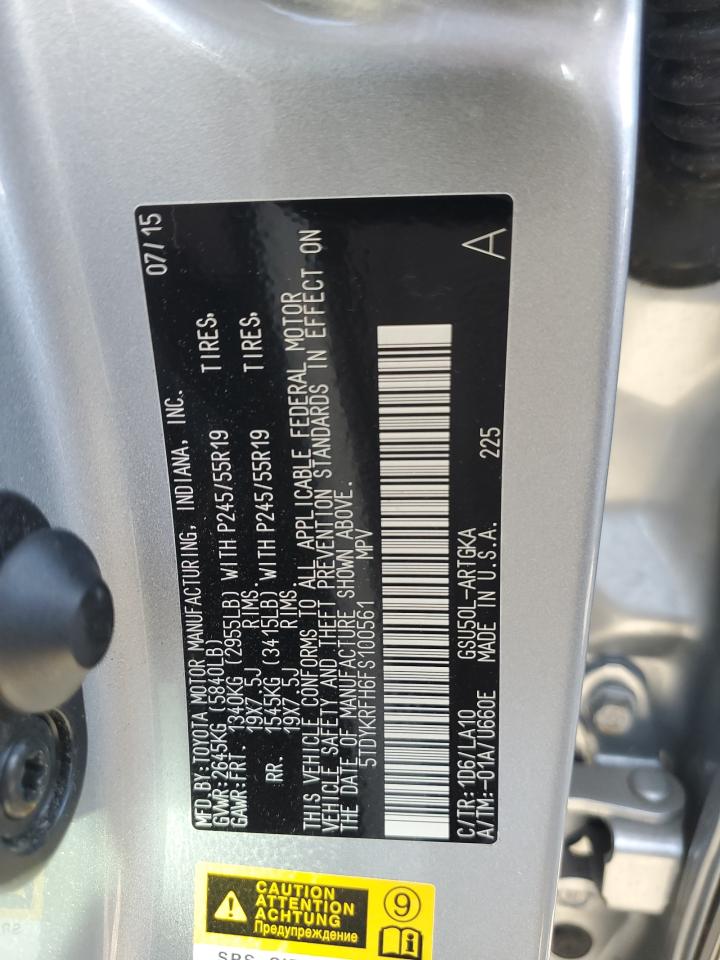 MFD. BY: TOYOTA MOTOR MANUFACTURING, INDIANA, INC. 07/15
GVWR: 2645KG (5840LB)
GAWR: FRT. 1340KG (2955LB) WITH P245/55R19 TIRES,
19X7.5J RIMS.
RR. 1545KG (3415LB) WITH P245/55R19 TIRES,
19X7.5J RIMS.
THIS VEHICLE CONFORMS TO ALL APPLICABLE FEDERAL MOTOR
VEHICLE SAFETY AND THEFT PREVENTION STANDARDS IN EFFECT ON
THE DATE OF MANUFACTURE SHOWN ABOVE.
5TDYKRFH6FS100561 MPV
C/TR: 1D6/LA10 GSU50L-ARTGKA A
A/TM: -01A/U660E MADE IN U.S.A. 225
CAUTION
ATTENTION
ACHTUNG
Предупреждение
9
SRS